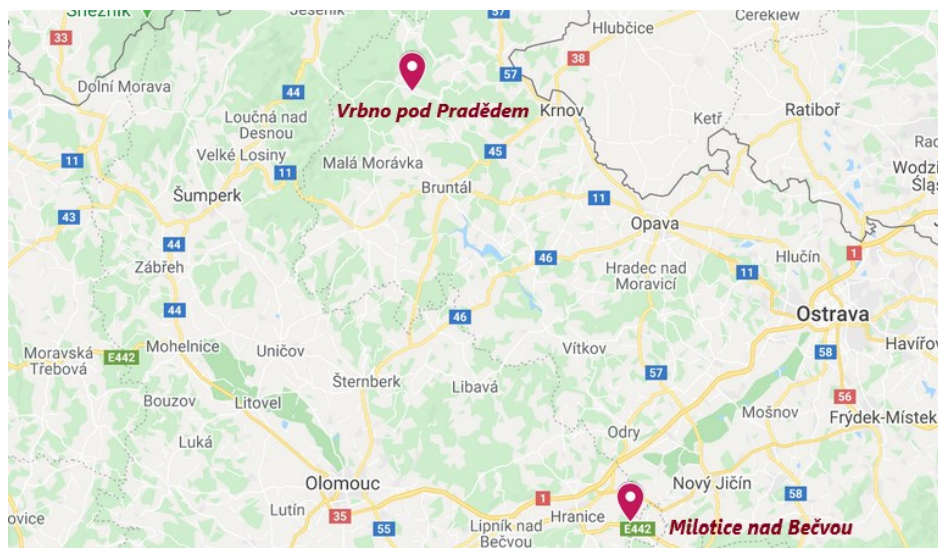 Sněžník
Jeseník
57
Hlubčice
Cerekiew
33
38
Dolní Morava
44
57
Vrbno pod Pradědem
Krnov
Ratiboř
Loučná nad
Desnou
Ketř
11
Velké Losiny
45
Malá Morávka
11
Bruntál
Šumperk
11
43
Opava
44
1
Zábřeh
46
Hlučín
Hradec nad
Moravicí
11
44
46
Ostrava
Moravská
Třebová
E442
Mohelnice
Uničov
Vítkov
58
Havířov
Šternberk
Libavá
57
Bouzov
Litovel
56
Mošnov
Frýdek-Místek
Luká
Odry
Olomouc
Nový Jičín
58
Lutín
35
55
1
Lipník nad
Bečvou
Hranice
E442
Milotice nad Bečvou